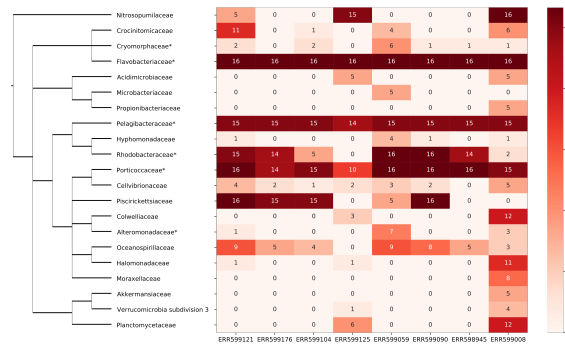 Nitrosopumilaceae 5 0 0 15 0 0 0 16
Crocinitomicaceae 11 0 1 0 4 0 0 6
Cryomorphaceae* 2 0 2 0 6 1 1 1
Flavobacteriaceae* 16 16 16 16 16 16 16 16
Acidimicrobiaceae 0 0 0 5 0 0 0 5
Microbacteriaceae 0 0 0 0 5 0 0 0
Propionibacteriaceae 0 0 0 0 0 0 0 5
Pelagibacteraceae* 15 15 15 14 15 15 15 15
Hyphomonadaceae 1 0 0 0 4 1 0 1
Rhodobacteraceae* 15 14 5 0 16 16 14 2
Porticoccaceae* 16 14 15 10 16 16 16 15
Cellvibrionaceae 4 2 1 2 3 2 0 5
Piscirickettsiaceae 16 15 15 0 5 16 0 0
Colwelliaceae 0 0 0 3 0 0 0 12
Alteromonadaceae* 1 0 0 0 7 0 0 3
Oceanospirillaceae 9 5 4 0 9 8 5 3
Halomonadaceae 1 0 0 1 0 0 0 11
Moraxellaceae 0 0 0 0 0 0 0 8
Akkermansiaceae 0 0 0 0 0 0 0 5
Verrucomicrobia subdivision 3 0 0 0 1 0 0 0 4
Planctomycetaceae 0 0 0 6 0 0 0 12
ERR599121 ERR599176 ERR599104 ERR599125 ERR599059 ERR599090 ERR598945 ERR599008